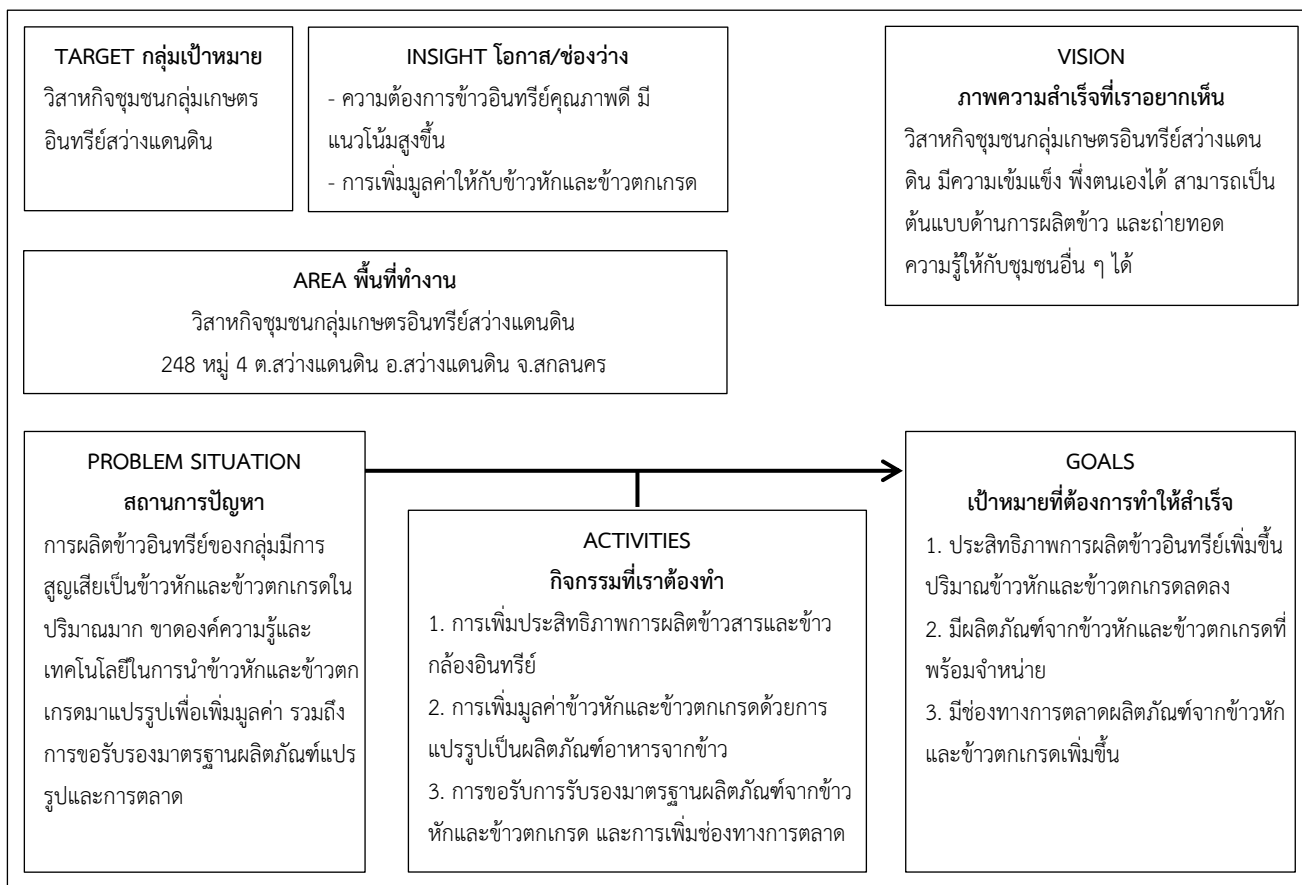 TARGET กลุ่มเป้าหมาย
วิสาหกิจชุมชนกลุ่มเกษตร
อินทรีย์สว่างแดนดิน
INSIGHT โอกาส/ช่องว่าง
- ความต้องการข้าวอินทรีย์คุณภาพดี มี
แนวโน้มสูงขึ้น
- การเพิ่มมูลค่าให้กับข้าวหักและข้าวตกเกรด
VISION
ภาพความสำเร็จที่เราอยากเห็น
วิสาหกิจชุมชนกลุ่มเกษตรอินทรีย์สว่างแดน
ดิน มีความเข้มแข็ง พึ่งตนเองได้ สามารถเป็น
ต้นแบบด้านการผลิตข้าว และถ่ายทอด
ความรู้ให้กับชุมชนอื่น ๆ ได้
AREA พื้นที่ทำงาน
วิสาหกิจชุมชนกลุ่มเกษตรอินทรีย์สว่างแดนดิน
248 หมู่ 4 ต.สว่างแดนดิน อ.สว่างแดนดิน จ.สกลนคร
PROBLEM SITUATION
สถานการปัญหา
การผลิตข้าวอินทรีย์ของกลุ่มมีการ
สูญเสียเป็นข้าวหักและข้าวตกเกรดใน
ปริมาณมาก ขาดองค์ความรู้และ
เทคโนโลยีในการนำข้าวหักและข้าวตก
เกรดมาแปรรูปเพื่อเพิ่มมูลค่า รวมถึง
การขอรับรองมาตรฐานผลิตภัณฑ์แปร
รูปและการตลาด
ACTIVITIES
กิจกรรมที่เราต้องทำ
1. การเพิ่มประสิทธิภาพการผลิตข้าวสารและข้าว
กล้องอินทรีย์
2. การเพิ่มมูลค่าข้าวหักและข้าวตกเกรดด้วยการ
แปรรูปเป็นผลิตภัณฑ์อาหารจากข้าว
3. การขอรับการรับรองมาตรฐานผลิตภัณฑ์จากข้าว
หักและข้าวตกเกรด และการเพิ่มช่องทางการตลาด
GOALS
เป้าหมายที่ต้องการทำให้สำเร็จ
1. ประสิทธิภาพการผลิตข้าวอินทรีย์เพิ่มขึ้น
ปริมาณข้าวหักและข้าวตกเกรดลดลง
2. มีผลิตภัณฑ์จากข้าวหักและข้าวตกเกรดที่
พร้อมจำหน่าย
3. มีช่องทางการตลาดผลิตภัณฑ์จากข้าวหัก
และข้าวตกเกรดเพิ่มขึ้น